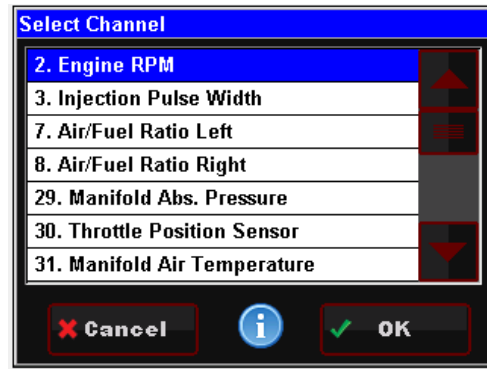 Select Channel
2. Engine RPM
3. Injection Pulse Width
7. Air/Fuel Ratio Left
8. Air/Fuel Ratio Right
29. Manifold Abs. Pressure
30. Throttle Position Sensor
31. Manifold Air Temperature
Cancel
i
OK